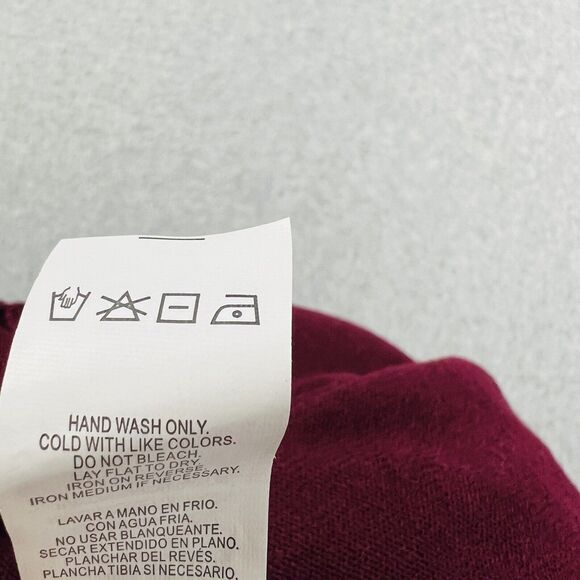 HAND WASH ONLY.
COLD WITH LIKE COLORS.
DO NOT BLEACH.
LAY FLAT TO DRY.
IRON ON REVERSE.
IRON MEDIUM IF NECESSARY.
LAVAR A MANO EN FRIO.
CON AGUA FRIA.
NO USAR BLANQUEANTE.
SECAR EXTENDIDO EN PLANO.
PLANCHAR DEL REVÉS.
PLANCHA TIBIA SI NECESARIO.